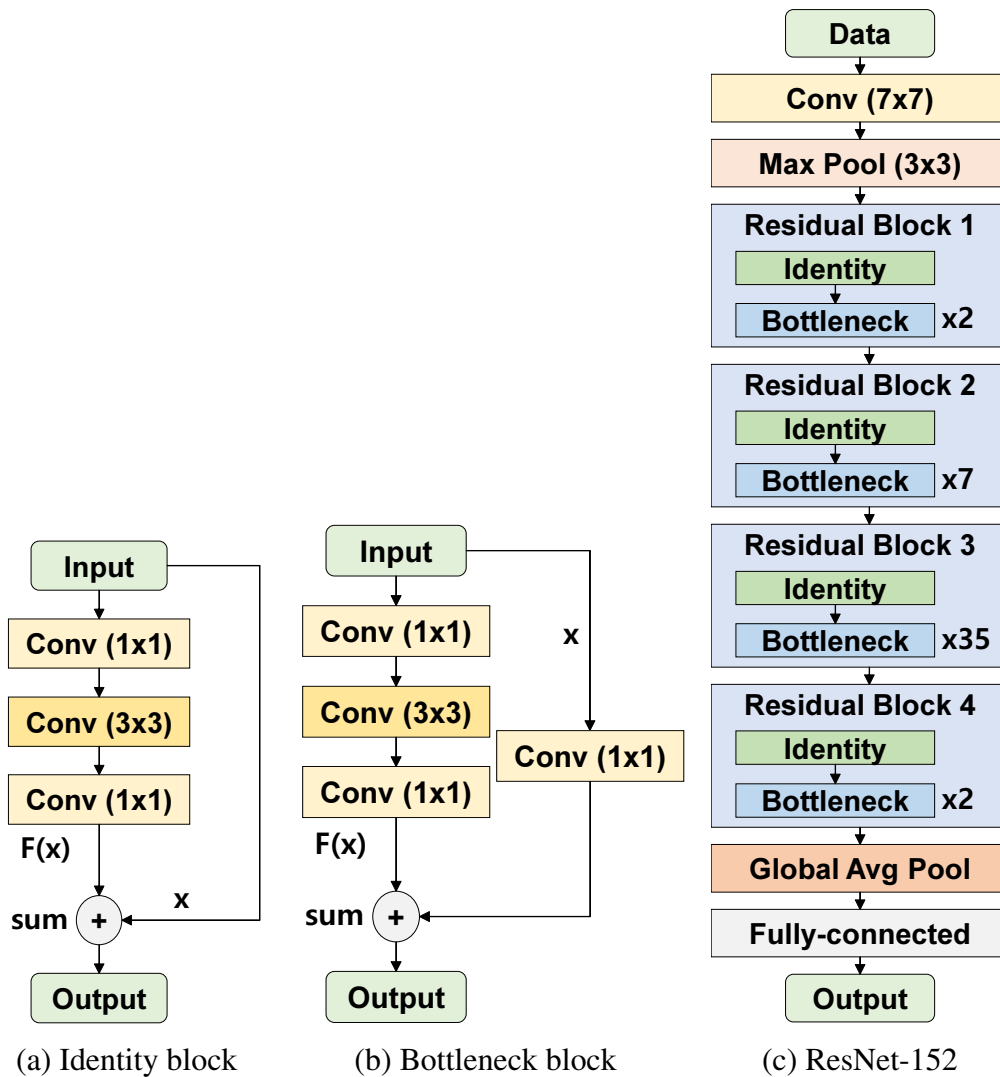 Input
Conv (1x1)
Conv (3x3)
Conv (1x1)
F(x)
x
sum
+
Output
(a) Identity block
Input
Conv (1x1)
x
Conv (3x3)
Conv (1x1)
Conv (1x1)
F(x)
sum
+
Output
(b) Bottleneck block
Data
Conv (7x7)
Max Pool (3x3)
Residual Block 1
Identity
Bottleneck x2
Residual Block 2
Identity
Bottleneck x7
Residual Block 3
Identity
Bottleneck x35
Residual Block 4
Identity
Bottleneck x2
Global Avg Pool
Fully-connected
Output
(c) ResNet-152